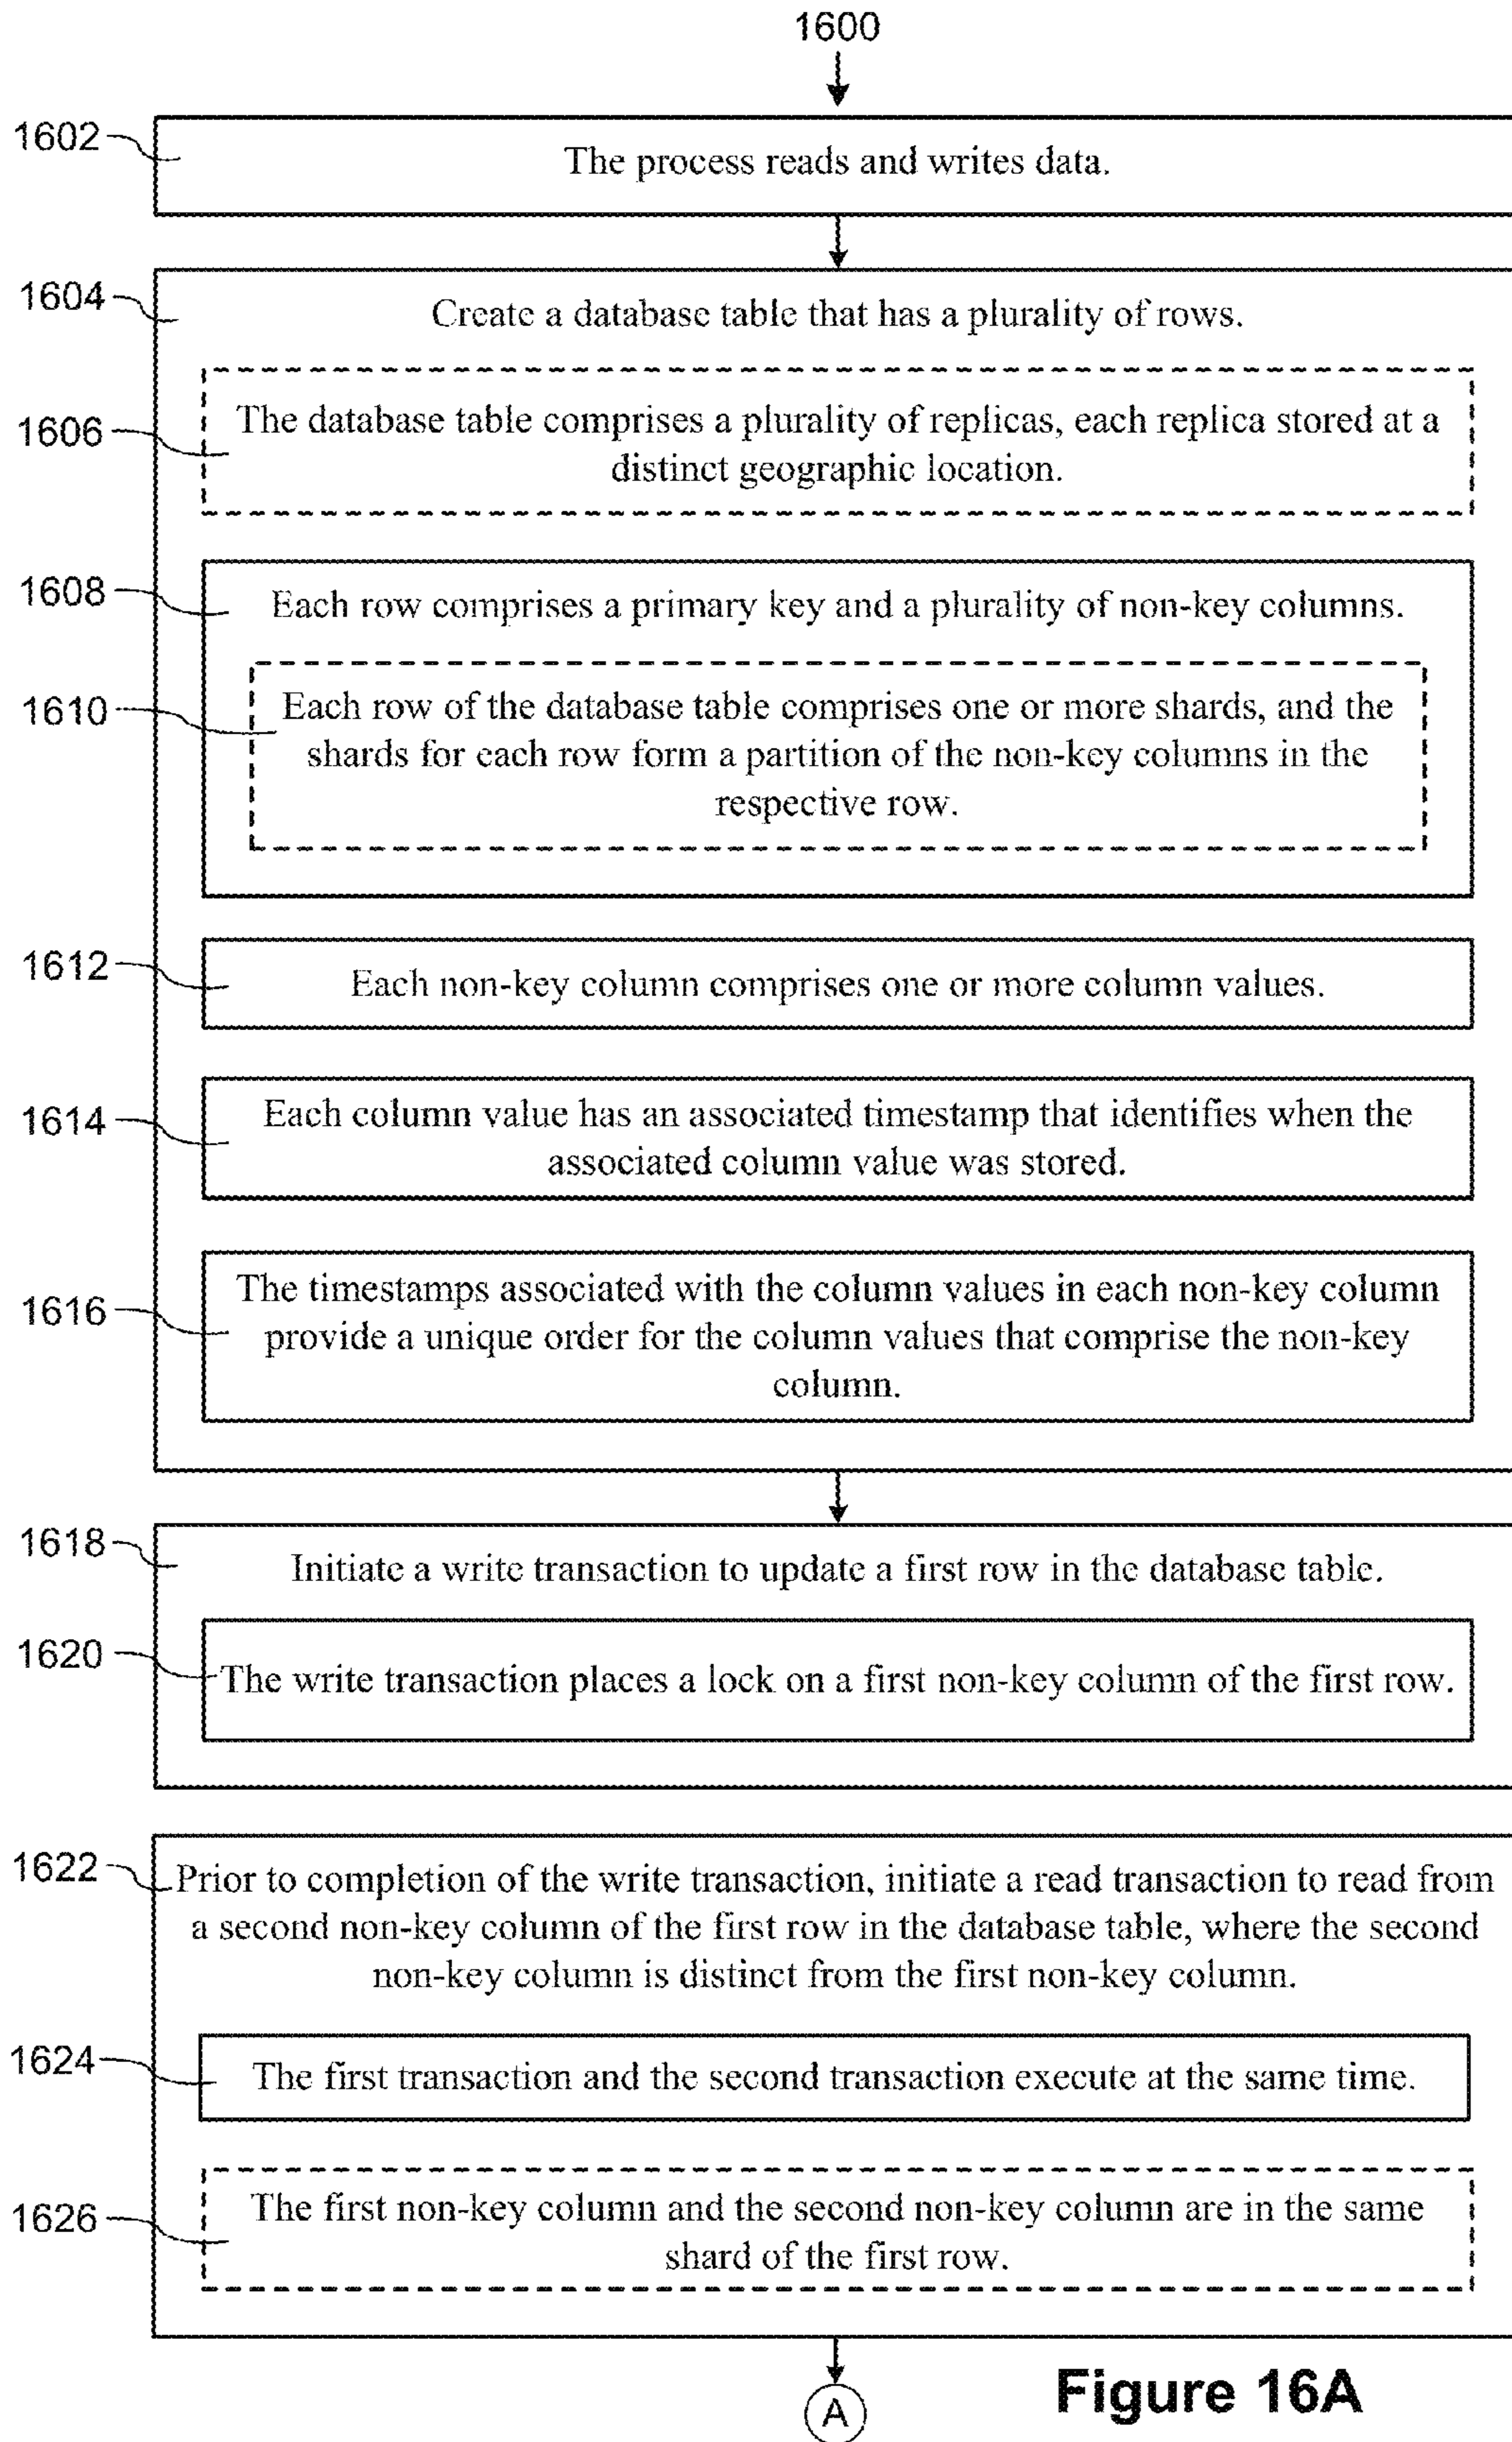 1600
1602
The process reads and writes data.
1604
Create a database table that has a plurality of rows.
1606
The database table comprises a plurality of replicas, each replica stored at a
distinct geographic location.
1608
Each row comprises a primary key and a plurality of non-key columns.
1610
Each row of the database table comprises one or more shards, and the
shards for each row form a partition of the non-key columns in the
respective row.
1612
Each non-key column comprises one or more column values.
1614
Each column value has an associated timestamp that identifies when the
associated column value was stored.
1616
The timestamps associated with the column values in each non-key column
provide a unique order for the column values that comprise the non-key
column.
1618
Initiate a write transaction to update a first row in the database table.
1620
The write transaction places a lock on a first non-key column of the first row.
1622
Prior to completion of the write transaction, initiate a read transaction to read from
a second non-key column of the first row in the database table, where the second
non-key column is distinct from the first non-key column.
1624
The first transaction and the second transaction execute at the same time.
1626
The first non-key column and the second non-key column are in the same
shard of the first row.
A
Figure 16A